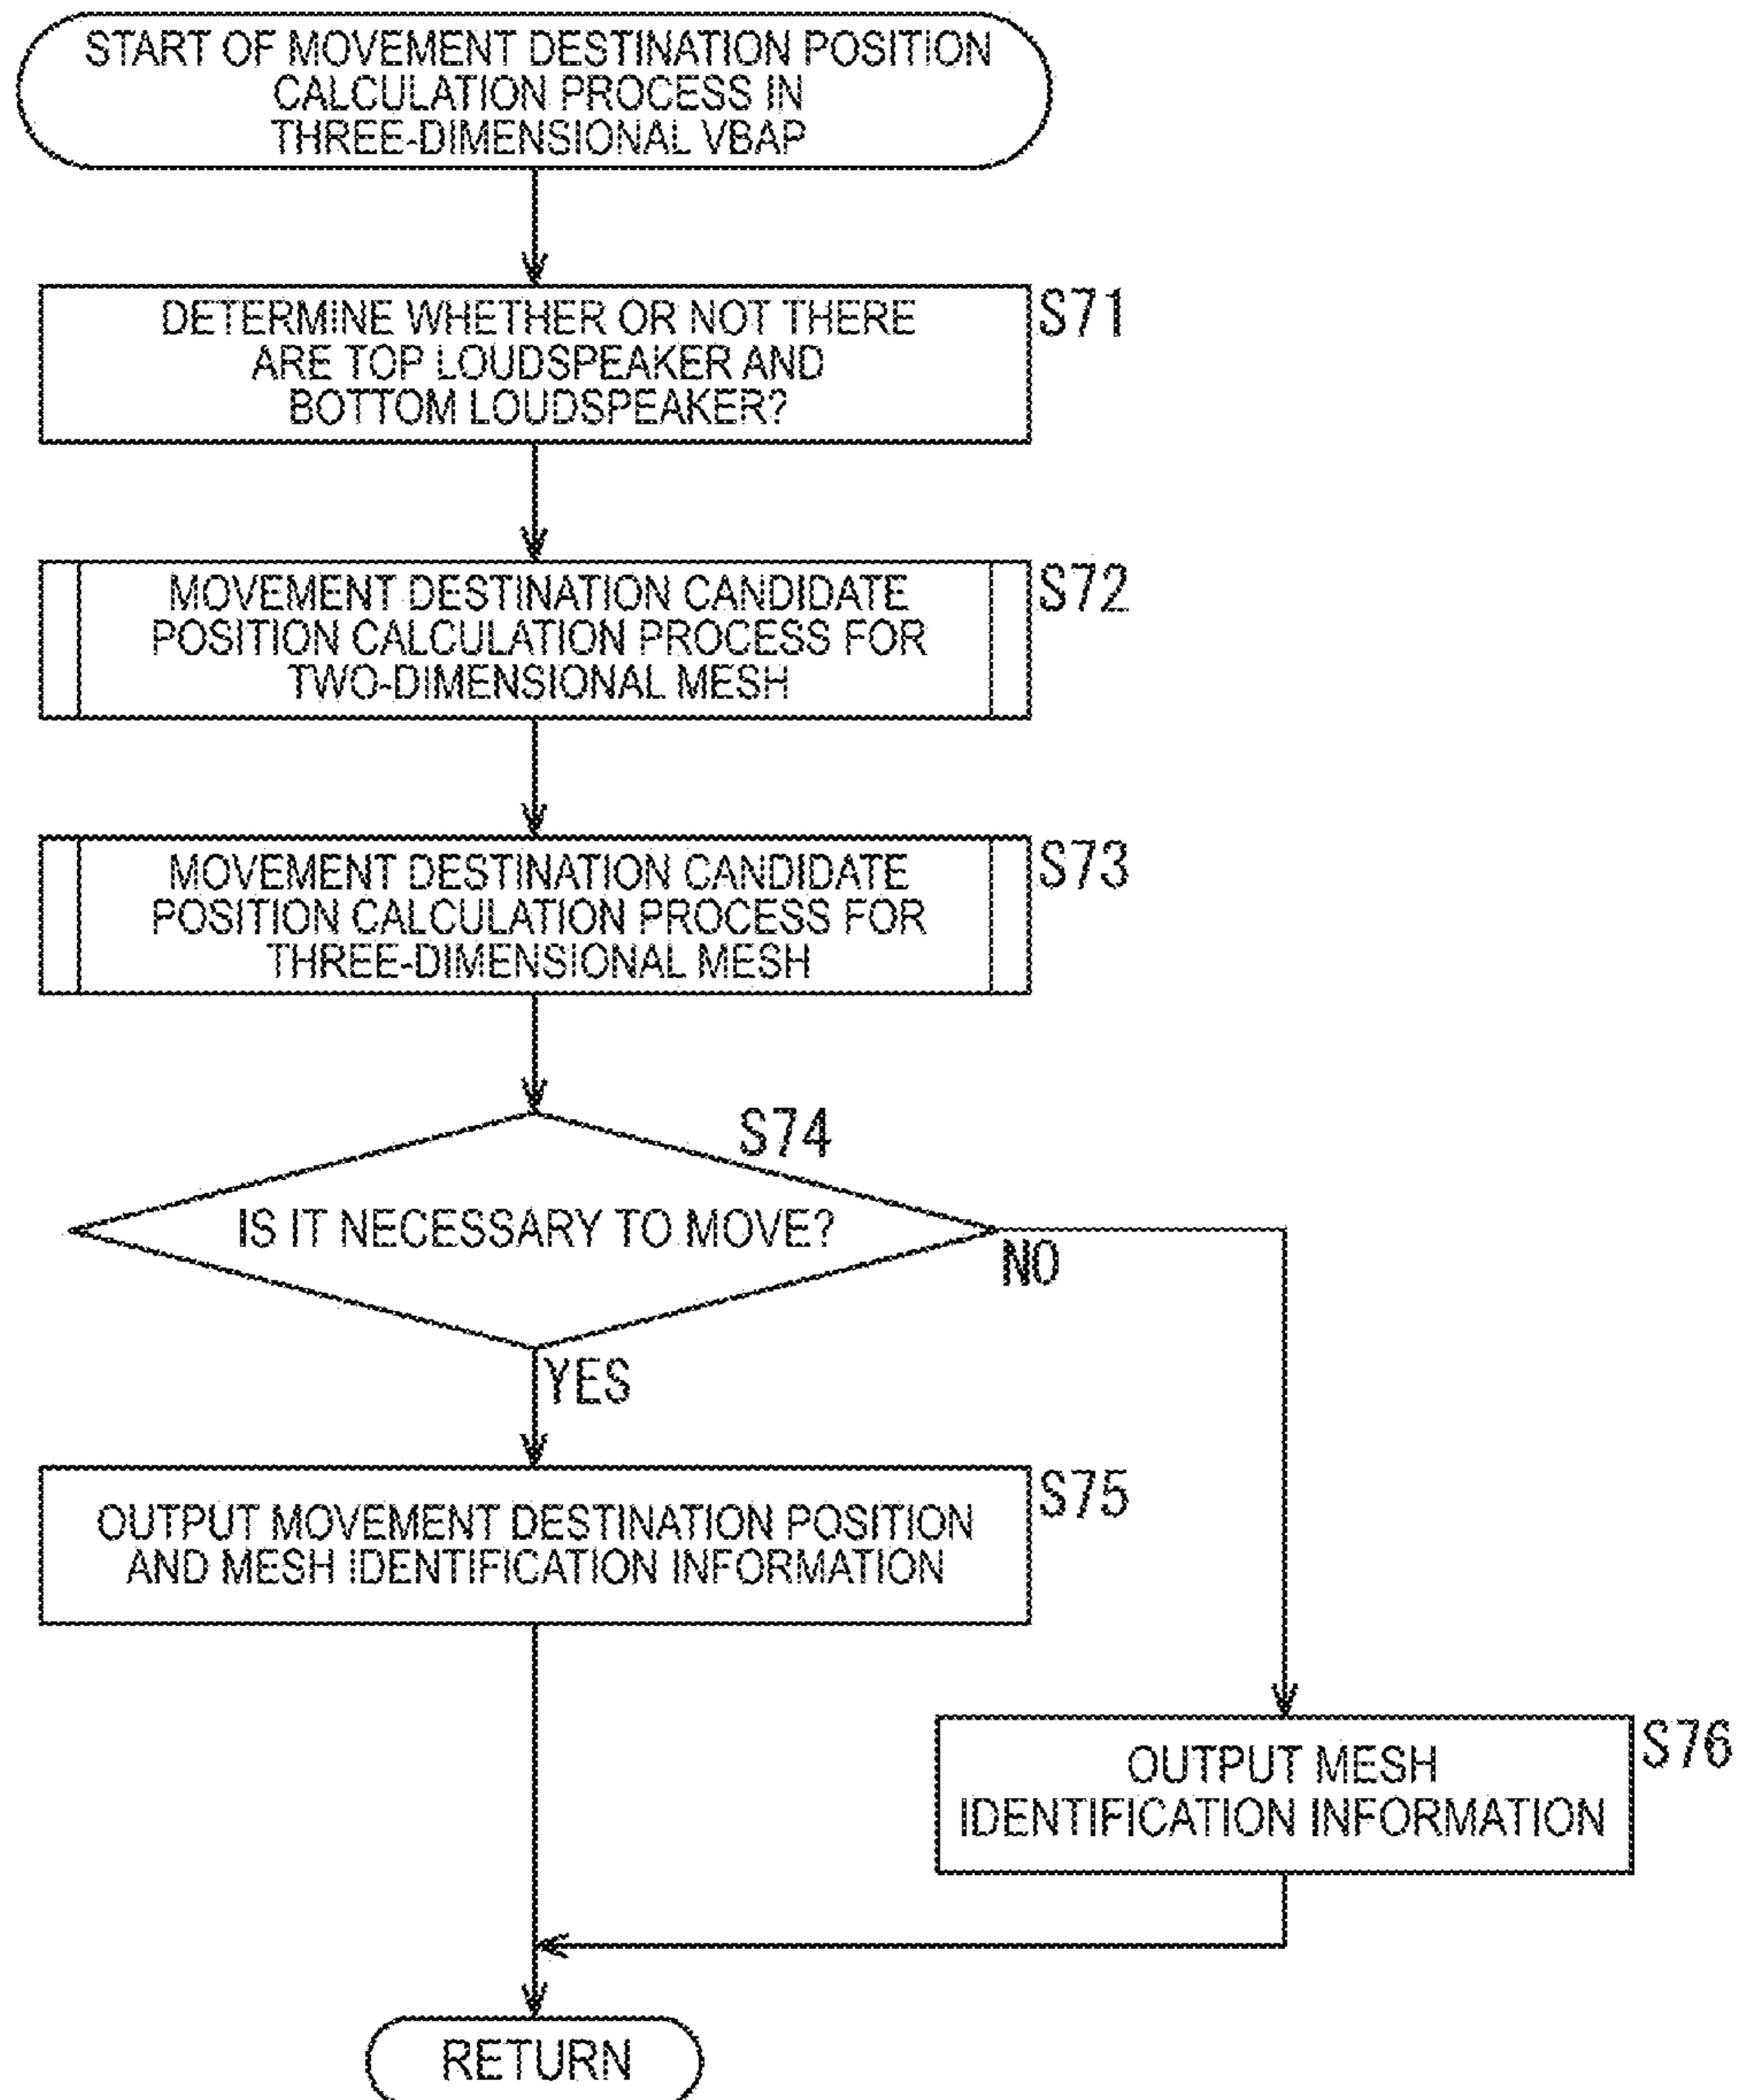 START OF MOVEMENT DESTINATION POSITION
CALCULATION PROCESS IN
THREE-DIMENSIONAL VBAP
DETERMINE WHETHER OR NOT THERE
ARE TOP LOUDSPEAKER AND
BOTTOM LOUDSPEAKER?
S71
MOVEMENT DESTINATION CANDIDATE
POSITION CALCULATION PROCESS FOR
TWO-DIMENSIONAL MESH
S72
MOVEMENT DESTINATION CANDIDATE
POSITION CALCULATION PROCESS FOR
THREE-DIMENSIONAL MESH
S73
S74
IS IT NECESSARY TO MOVE?
NO
YES
OUTPUT MOVEMENT DESTINATION POSITION
AND MESH IDENTIFICATION INFORMATION
S75
OUTPUT MESH
IDENTIFICATION INFORMATION
S76
RETURN